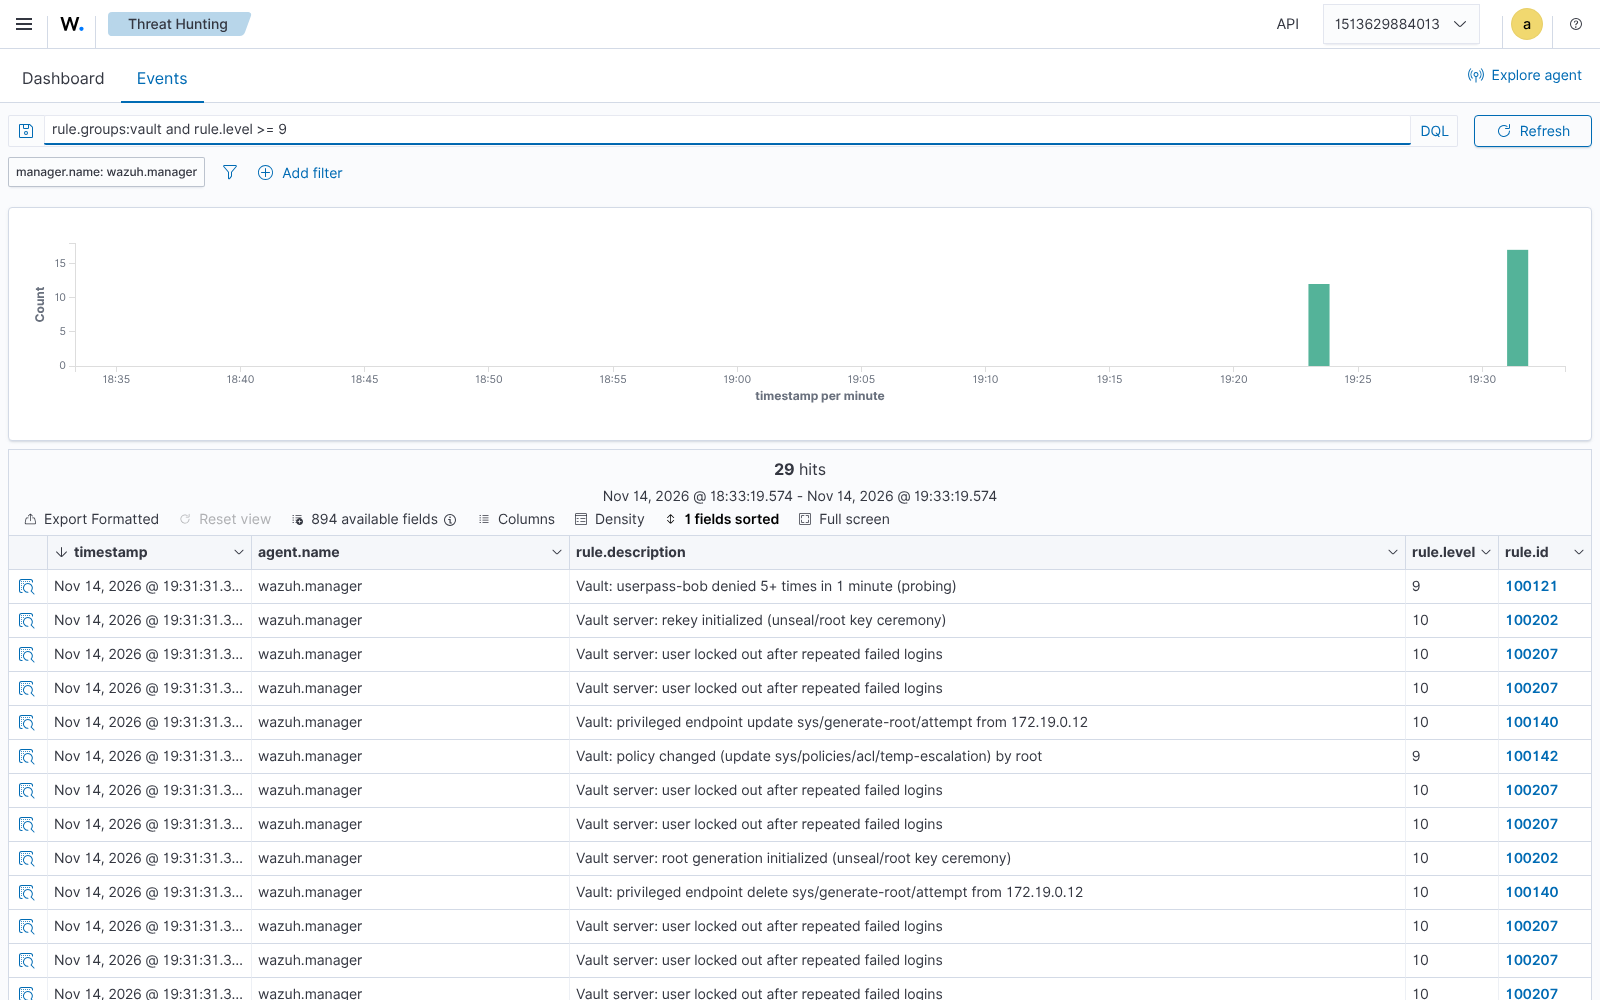 W. Threat Hunting API 1513629884013 a
Dashboard Events Explore agent
rule.groups:vault and rule.level >= 9 DQL Refresh
manager.name: wazuh.manager Add filter
15
10
5
0
Count
18:35 18:40 18:45 18:50 18:55 19:00 19:05 19:10 19:15 19:20 19:25 19:30
timestamp per minute
29 hits
Nov 14, 2026 @ 18:33:19.574 - Nov 14, 2026 @ 19:33:19.574
Export Formatted Reset view 894 available fields Columns Density 1 fields sorted Full screen
timestamp agent.name rule.description rule.level rule.id
Nov 14, 2026 @ 19:31:31.3... wazuh.manager Vault: userpass-bob denied 5+ times in 1 minute (probing) 9 100121
Nov 14, 2026 @ 19:31:31.3... wazuh.manager Vault server: rekey initialized (unseal/root key ceremony) 10 100202
Nov 14, 2026 @ 19:31:31.3... wazuh.manager Vault server: user locked out after repeated failed logins 10 100207
Nov 14, 2026 @ 19:31:31.3... wazuh.manager Vault server: user locked out after repeated failed logins 10 100207
Nov 14, 2026 @ 19:31:31.3... wazuh.manager Vault: privileged endpoint update sys/generate-root/attempt from 172.19.0.12 10 100140
Nov 14, 2026 @ 19:31:31.3... wazuh.manager Vault: policy changed (update sys/policies/acl/temp-escalation) by root 9 100142
Nov 14, 2026 @ 19:31:31.3... wazuh.manager Vault server: user locked out after repeated failed logins 10 100207
Nov 14, 2026 @ 19:31:31.3... wazuh.manager Vault server: user locked out after repeated failed logins 10 100207
Nov 14, 2026 @ 19:31:31.3... wazuh.manager Vault server: root generation initialized (unseal/root key ceremony) 10 100202
Nov 14, 2026 @ 19:31:31.3... wazuh.manager Vault: privileged endpoint delete sys/generate-root/attempt from 172.19.0.12 10 100140
Nov 14, 2026 @ 19:31:31.3... wazuh.manager Vault server: user locked out after repeated failed logins 10 100207
Nov 14, 2026 @ 19:31:31.3... wazuh.manager Vault server: user locked out after repeated failed logins 10 100207
Nov 14, 2026 @ 19:31:31.3... wazuh.manager Vault server: user locked out after repeated failed logins 10 100207